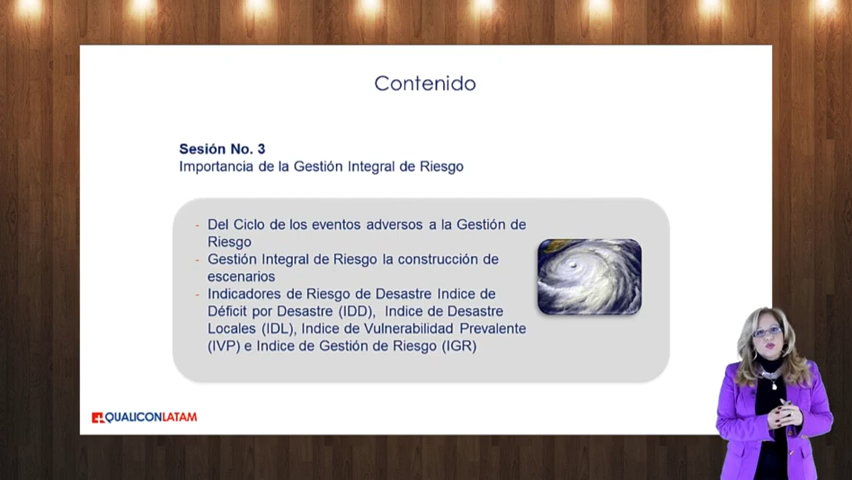 Contenido
Sesión No. 3
Importancia de la Gestión Integral de Riesgo
- Del Ciclo de los eventos adversos a la Gestión de
Riesgo
- Gestión Integral de Riesgo la construcción de
escenarios
- Indicadores de Riesgo de Desastre Indice de
Déficit por Desastre (IDD), Indice de Desastre
Locales (IDL), Indice de Vulnerabilidad Prevalente
(IVP) e Indice de Gestión de Riesgo (IGR)
QUALICONLATAM